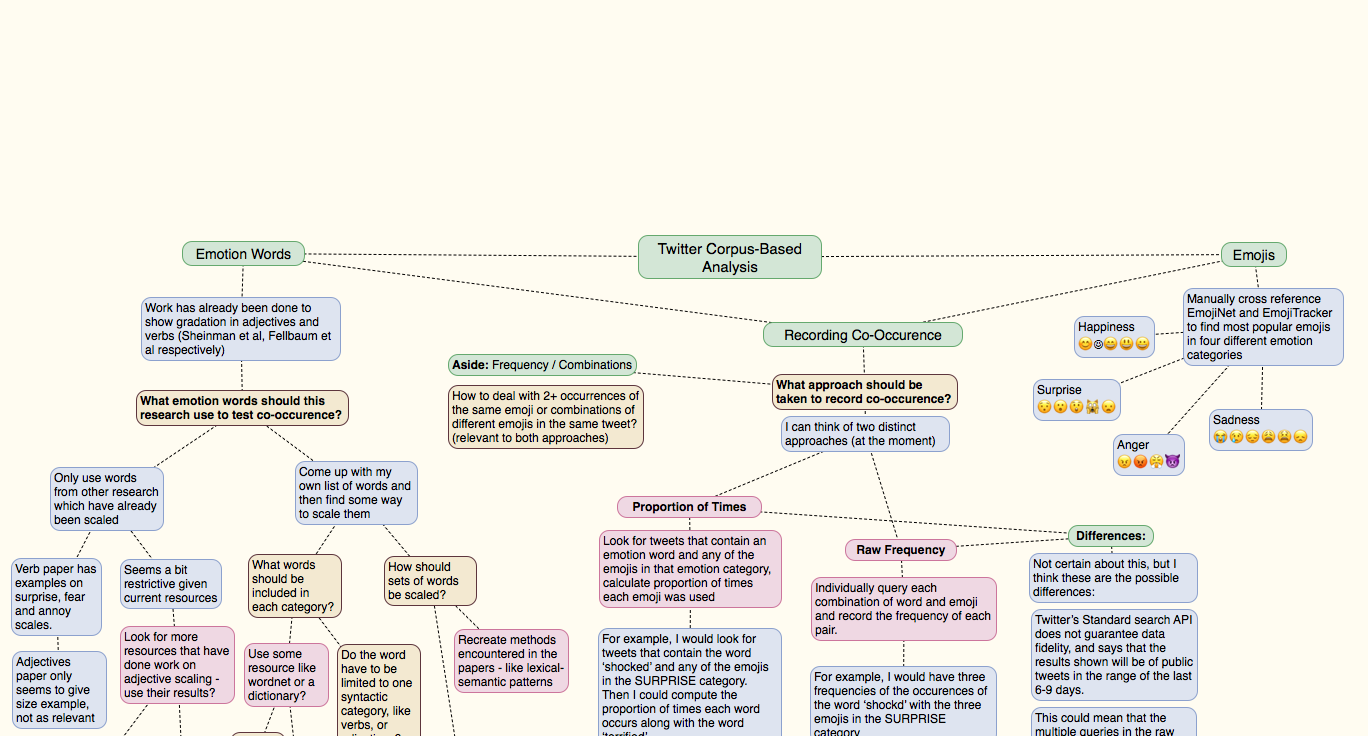 Twitter Corpus-Based
Analysis
Emotion Words
Work has already been done to
show gradation in adjectives and
verbs (Sheinman et al, Fellbaum et
al respectively)
What emotion words should this
research use to test co-occurence?
Only use words
from other research
which have already
been scaled
Verb paper has
examples on
surprise, fear
and annoy
scales.
Adjectives
paper only
seems to give
size example,
not as relevant
Seems a bit
restrictive given
current resources
Look for more
resources that have
done work on
adjective scaling -
use their results?
Come up with my
own list of words and
then find some way
to scale them
What words
should be
included in
each category?
Use some
resource like
wordnet or a
dictionary?
Do the word
have to be
limited to one
syntactic
category, like
verbs, or
How should
sets of words
be scaled?
Recreate methods
encountered in the
papers - like lexical-
semantic patterns
Recording Co-Occurence
Aside: Frequency / Combinations
How to deal with 2+ occurrences of
the same emoji or combinations of
different emojis in the same tweet?
(relevant to both approaches)
What approach should be
taken to record co-occurence?
I can think of two distinct
approaches (at the moment)
Proportion of Times
Look for tweets that contain an
emotion word and any of the
emojis in that emotion category,
calculate proportion of times
each emoji was used
For example, I would look for
tweets that contain the word
‘shocked’ and any of the emojis
in the SURPRISE category.
Then I could compute the
proportion of times each word
occurs along with the word
‘terrified’
Raw Frequency
Individually query each
combination of word and emoji
and record the frequency of each
pair.
For example, I would have three
frequencies of the occurences of
the word ‘shockd’ with the three
emojis in the SURPRISE
category
Differences:
Not certain about this, but I
think these are the possible
differences:
Twitter’s Standard search API
does not guarantee data
fidelity, and says that the
results shown will be of public
tweets in the range of the last
6-9 days.
This could mean that the
multiple queries in the raw
Emojis
Manually cross reference
EmojiNet and EmojiTracker
to find most popular emojis
in four different emotion
categories
Happiness
Surprise
Anger
Sadness